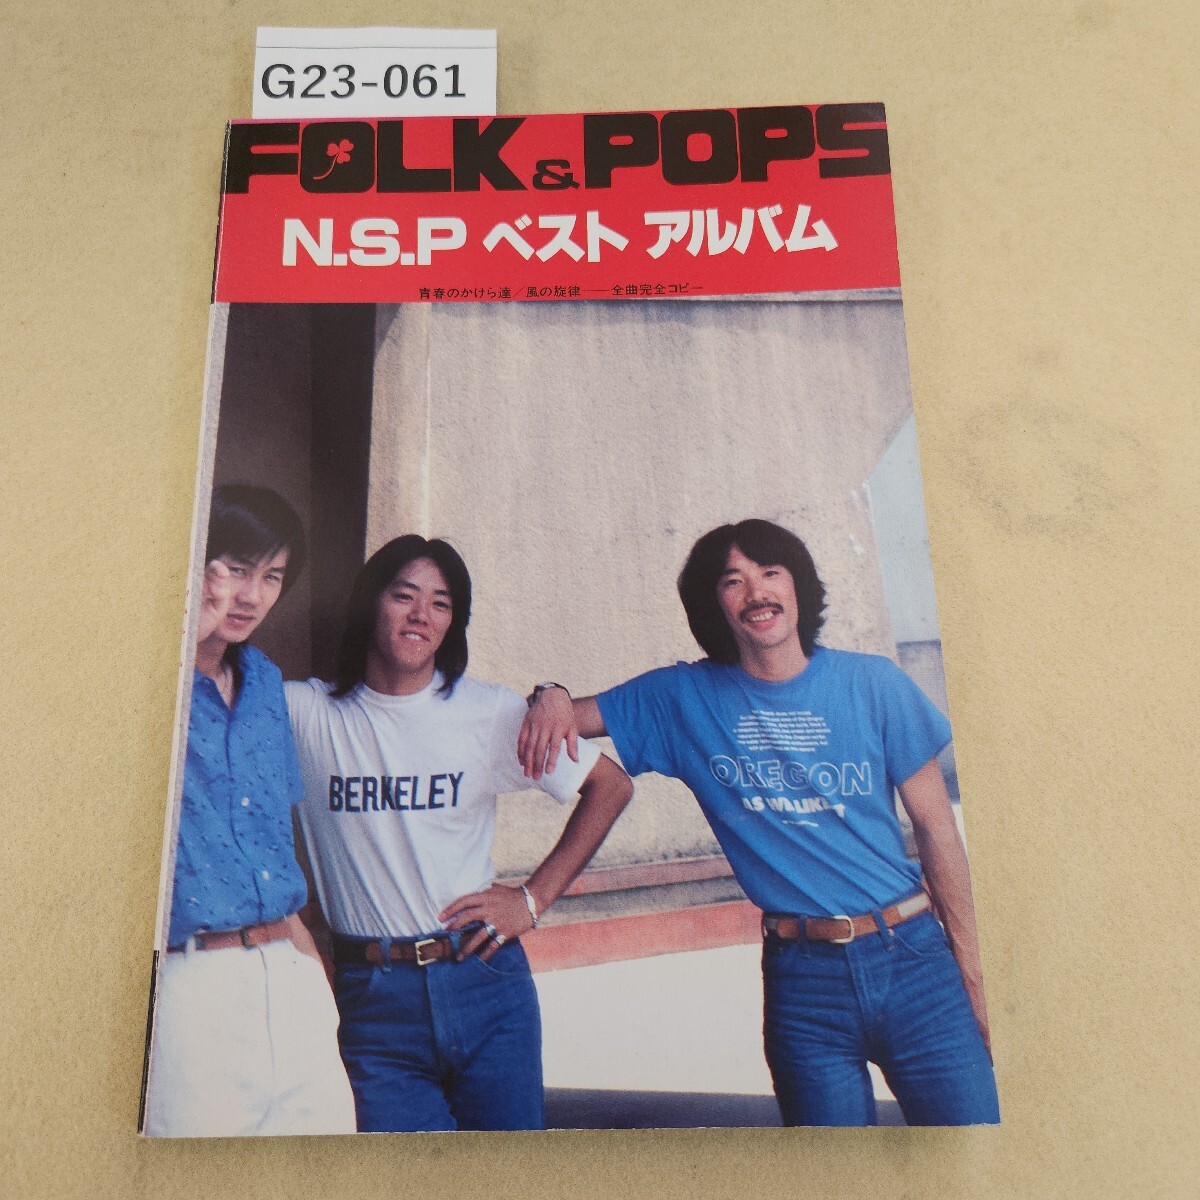 G23-061
FOLK & POPS
N.S.P ベスト アルバム
青春のかけら達／風の旋律——全曲完全コピー
BERKELEY
OREGON
AS